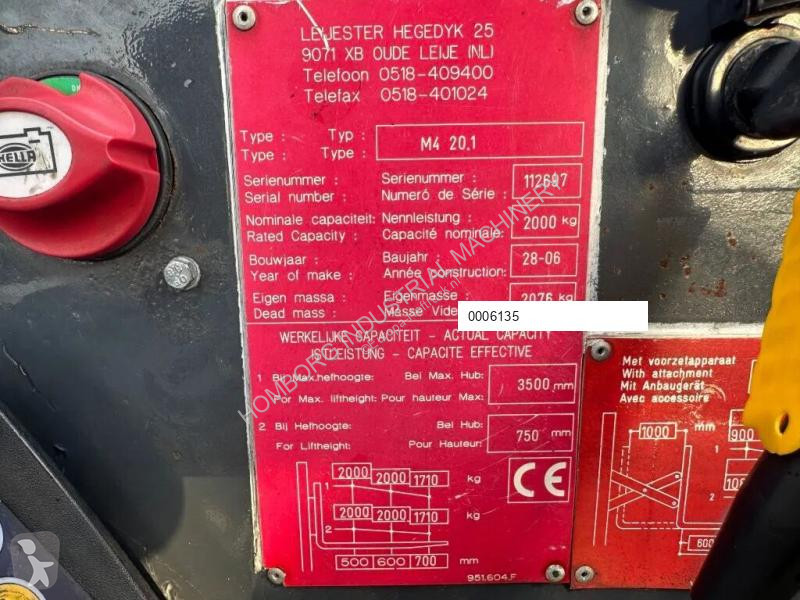 LEIJESTER HEGEDYK 25
9071 XB OUDE LEIJE (NL)
Telefoon 0518-409400
Telefax 0518-401024
Type : Typ : M4 20,1
Type : Type :
Serienummer : Serienummer : 112697
Serial number : Numeró de Série :
Nominale capaciteit: Nennleistung : 2000 kg
Rated Capacity : Capacité nominale:
Bouwjaar : Baujahr : 28-06
Year of make : Année construction:
Eigen massa : Eigenmasse : 2076 kg
Dead mass : Masse Vide
0006135
WERKELIJKE CAPACITEIT - ACTUAL CAPACITY
ISTLEISTUNG - CAPACITE EFFECTIVE
1 Bij Max.hefhoogte: Bei Max. Hub: 3500 mm
For Max. liftheight: Pour hauteur Max:
2 Bij Hefhoogte: Bei Hub: 750 mm
For Liftheight: Pour Hauteur:
2000 2000 1710 kg
1
2000 2000 1710 kg
2
500 600 700 mm
CE
951.604.F
HELLA
Met voorzetapparaat
With attachment
Mit Anbaugerät
Avec accessoire
1000 mm 900
1
2
600
HOMBORG INDUSTRIAL MACHINERY